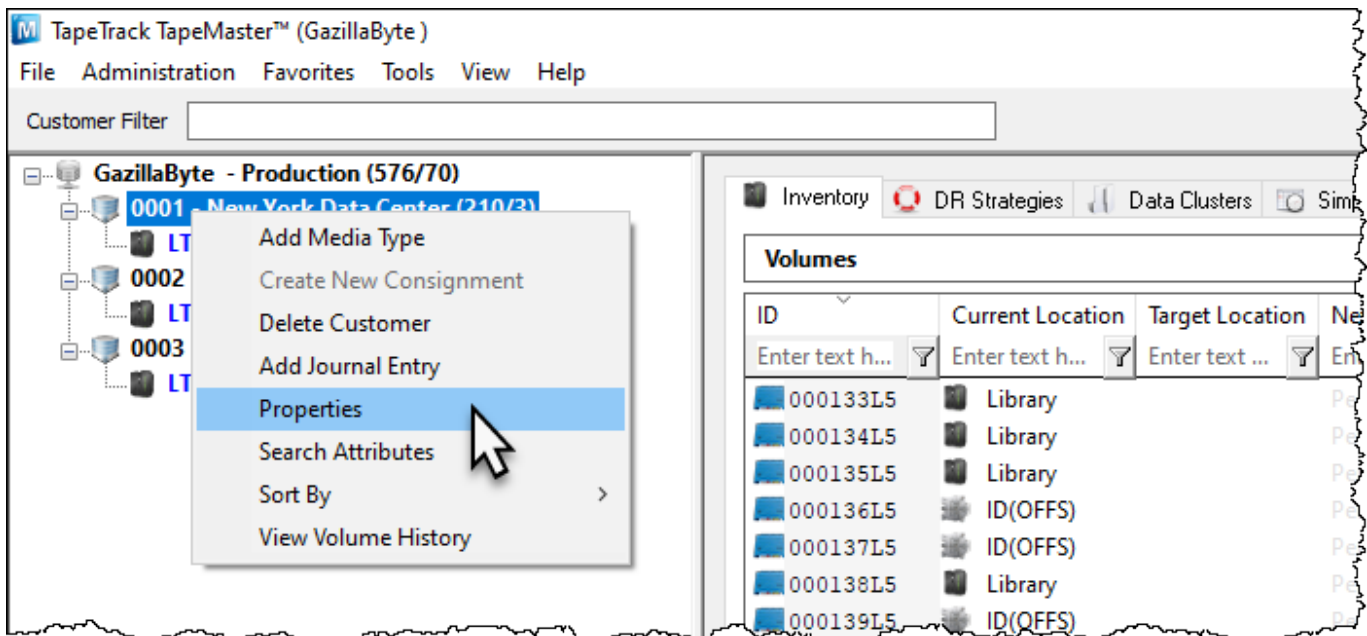 M TapeTrack TapeMaster™ (GazillaByte )
File Administration Favorites Tools View Help
Customer Filter
GazillaByte - Production (576/70)
0001 - New York Data Center (210/3)
LT
0002
LT
0003
LT
Add Media Type
Create New Consignment
Delete Customer
Add Journal Entry
Properties
Search Attributes
Sort By
View Volume History
Inventory DR Strategies Data Clusters
Volumes
ID Current Location Target Location
Enter text h... Enter text h... Enter text ...
000133L5 Library
000134L5 Library
000135L5 Library
000136L5 ID(OFFS)
000137L5 ID(OFFS)
000138L5 Library
000139L5 ID(OFFS)